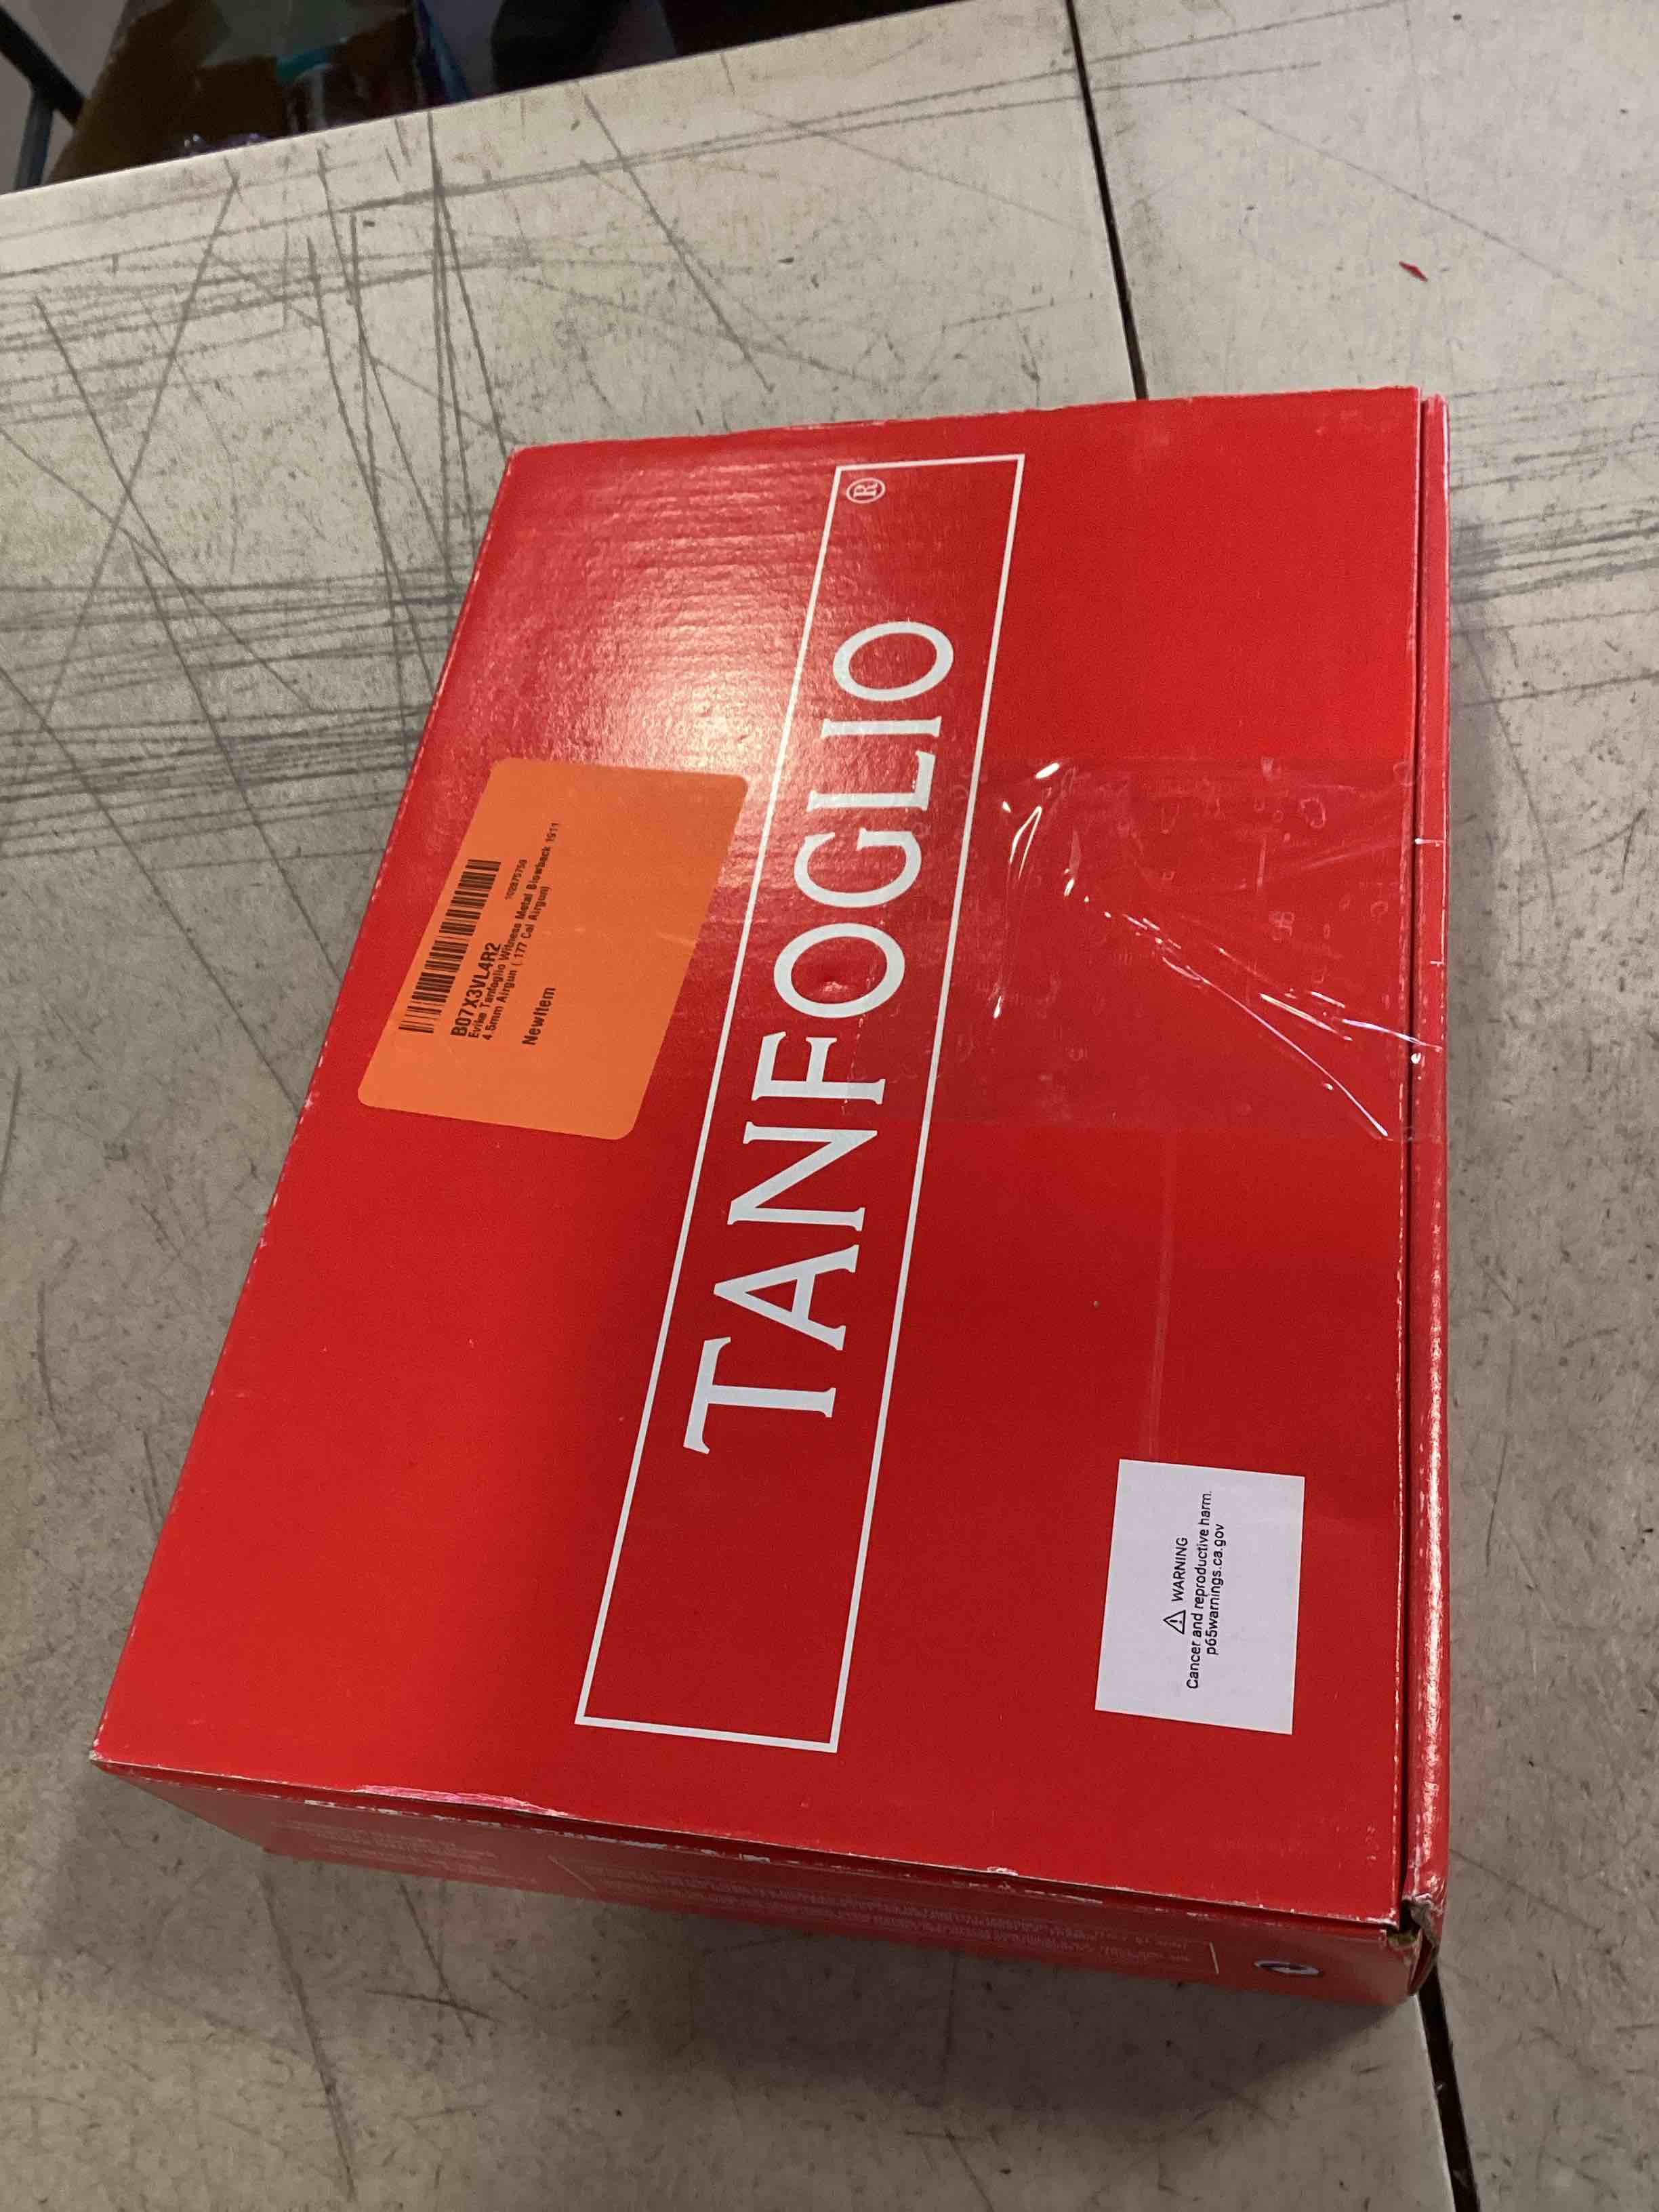 TANFOGLIO
®
B07X3VL4R2
Evike Tanfoglio Witness Metal Blowback 1911
4.5mm Airgun (.177 Cal Airgun)
NewItem
⚠ WARNING
Cancer and reproductive harm.
p65warnings.ca.gov